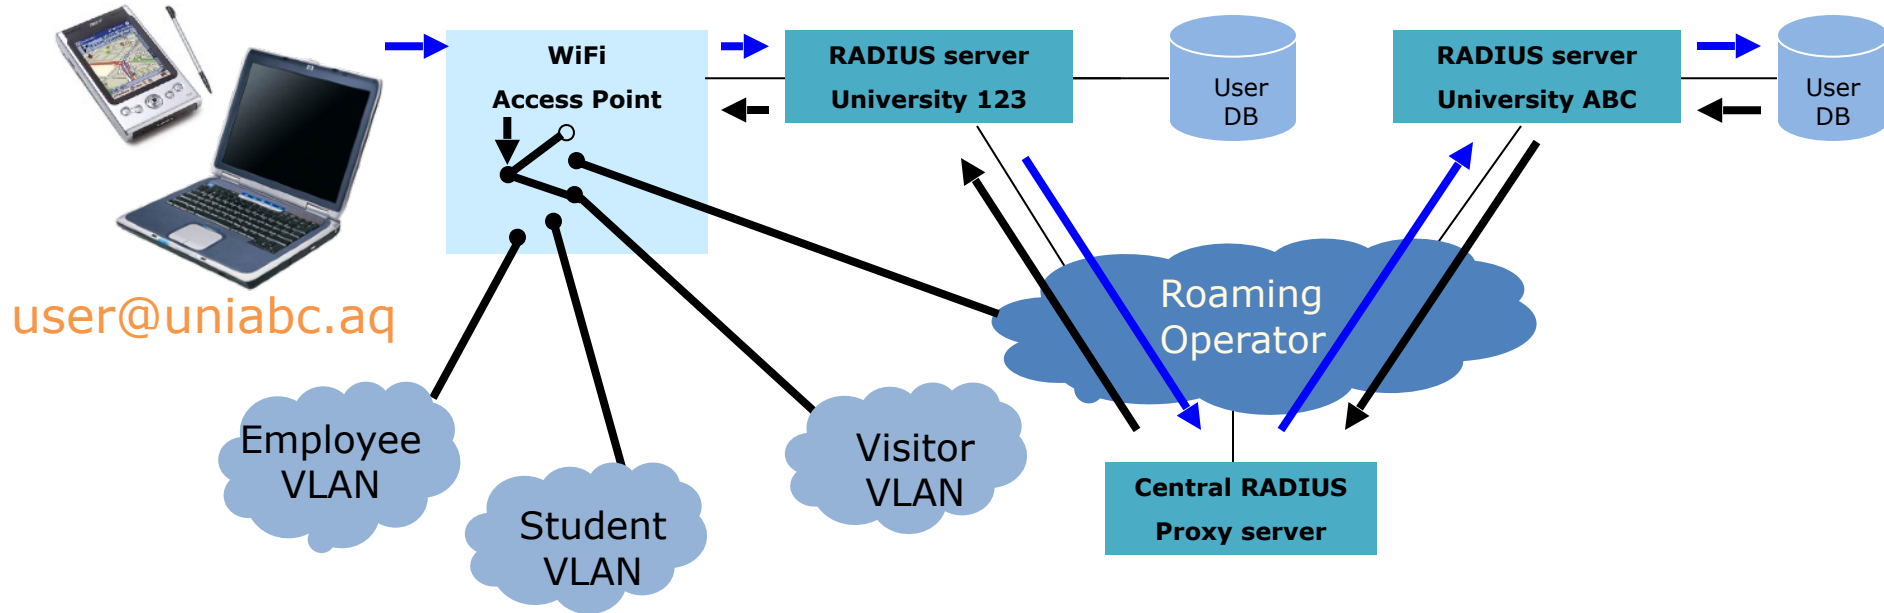 WiFi
Access Point
RADIUS server
University 123
User
DB
RADIUS server
University ABC
User
DB
user@uniabc.aq
Roaming
Operator
Employee
VLAN
Student
VLAN
Visitor
VLAN
Central RADIUS
Proxy server